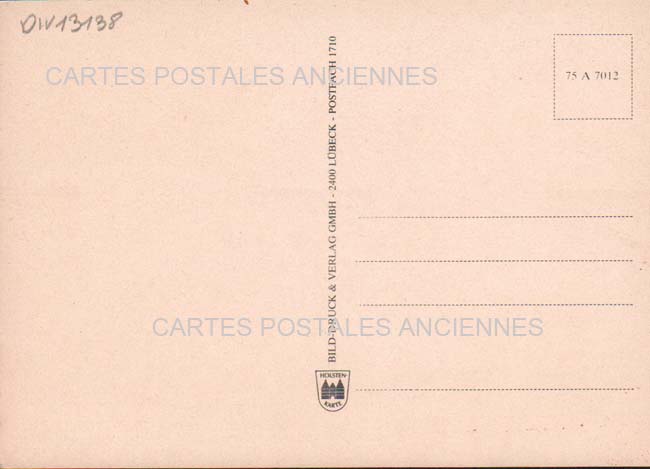 DW13138
CARTES POSTALES ANCIENNES
75 A 7012
BILD-DRUCK & VERLAG GMBH - 2400 LÜBECK - POSTFACH 1710
CARTES POSTALES ANCIENNES
HOLSTEN-
KARTE